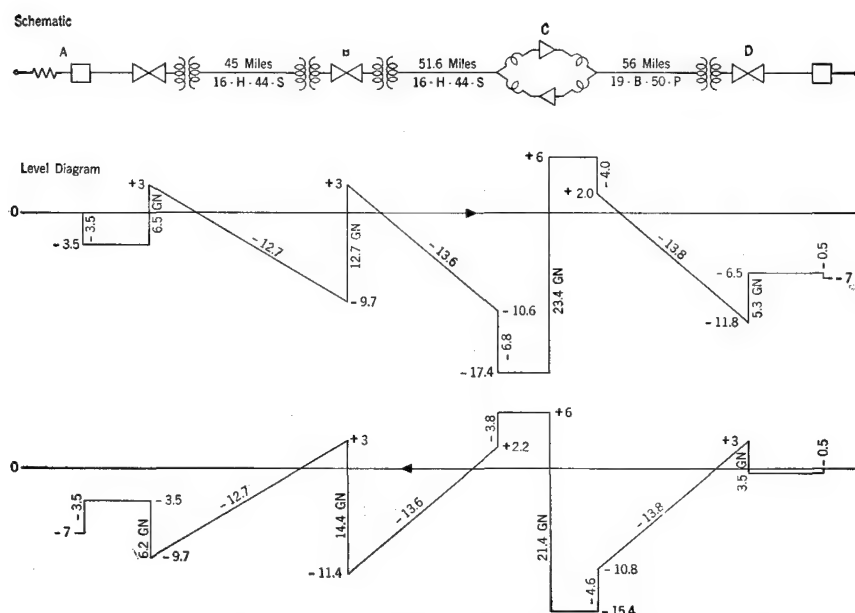 Schematic
A
B
C
D
45 Miles
51.6 Miles
56 Miles
16·H·44·S
16·H·44·S
19·B·50·P
Level Diagram
+6
-4.0
+3
+3
+2.0
0
-3.5
6.5 GN
-3.5
-12.7
12.7 GN
-13.6
-13.8
-0.5
-6.5
-7
5.3 GN
-9.7
-10.6
23.4 GN
-11.8
-6.8
-17.4
+6
-3.8
+3
+2.2
+3
-0.5
0
3.5 GN
-3.5
-3.5
-12.7
14.4 GN
-13.6
21.4 GN
-13.8
-7
6.2 GN
-9.7
-11.4
-10.8
-4.6
-15.4